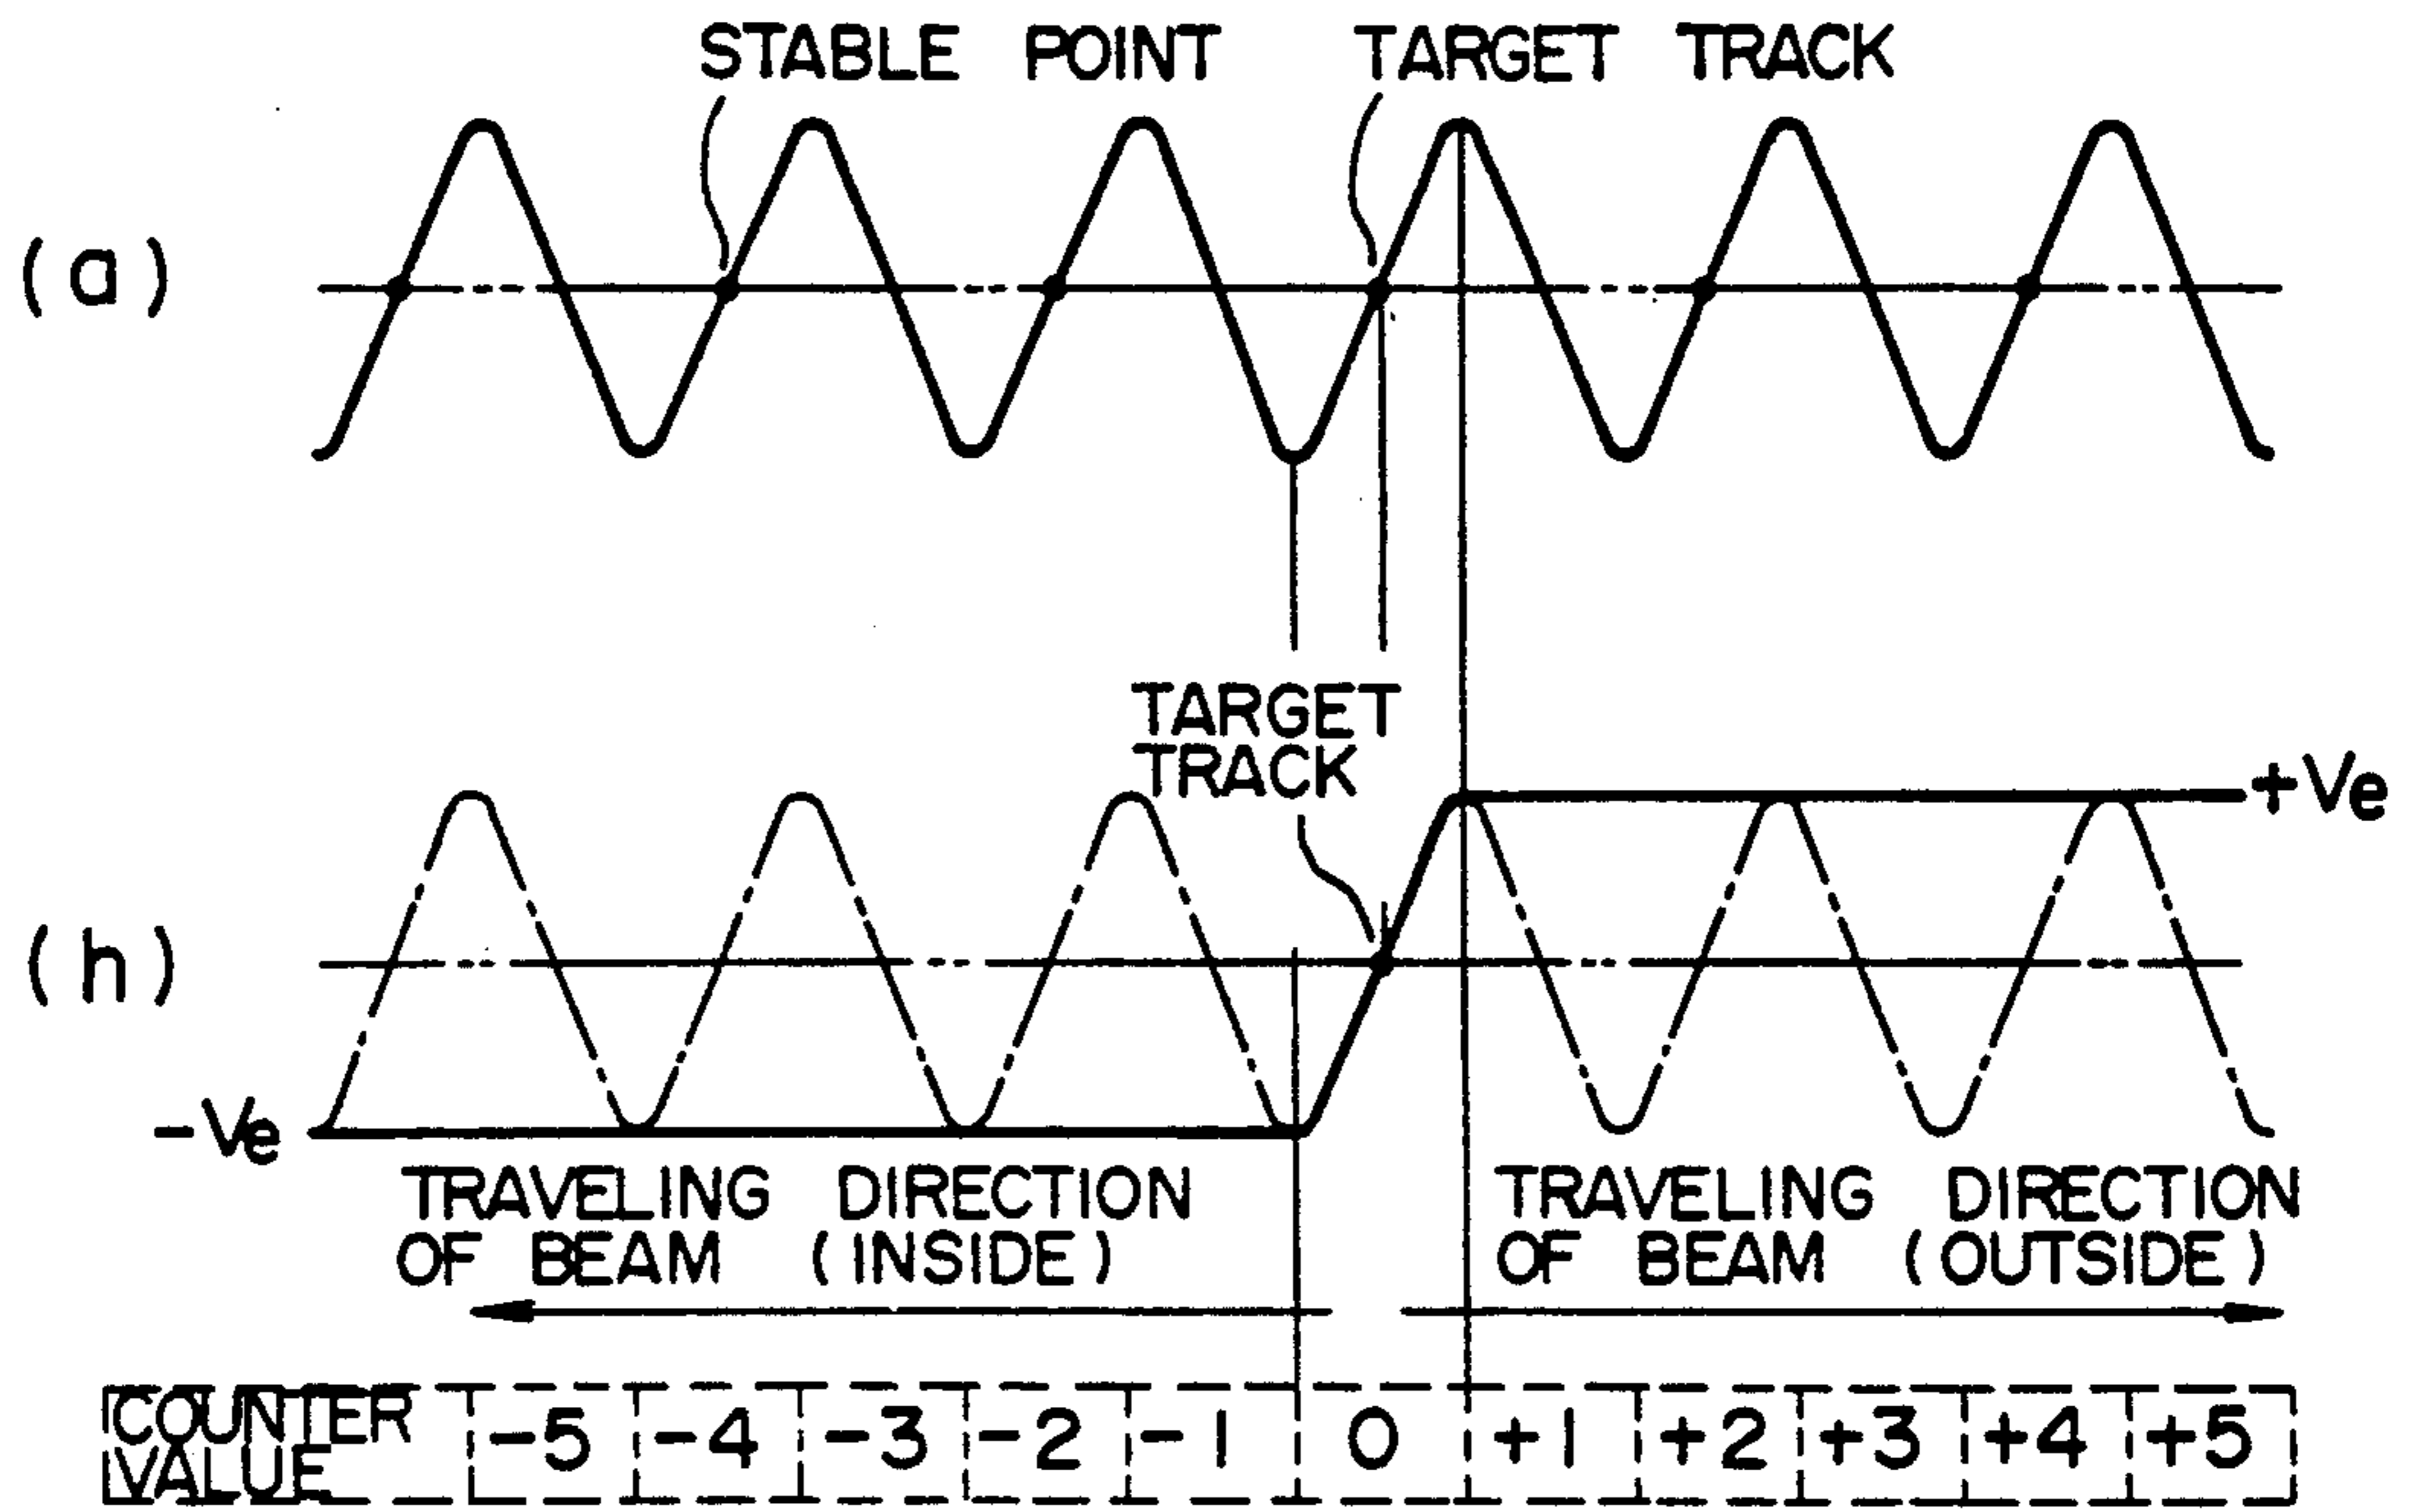 STABLE POINT TARGET TRACK
(a)
TARGET
TRACK
+Ve
(h)
-Ve
TRAVELING DIRECTION
OF BEAM (INSIDE)
TRAVELING DIRECTION
OF BEAM (OUTSIDE)
COUNTER
VALUE
-5 -4 -3 -2 -1 0 +1 +2 +3 +4 +5